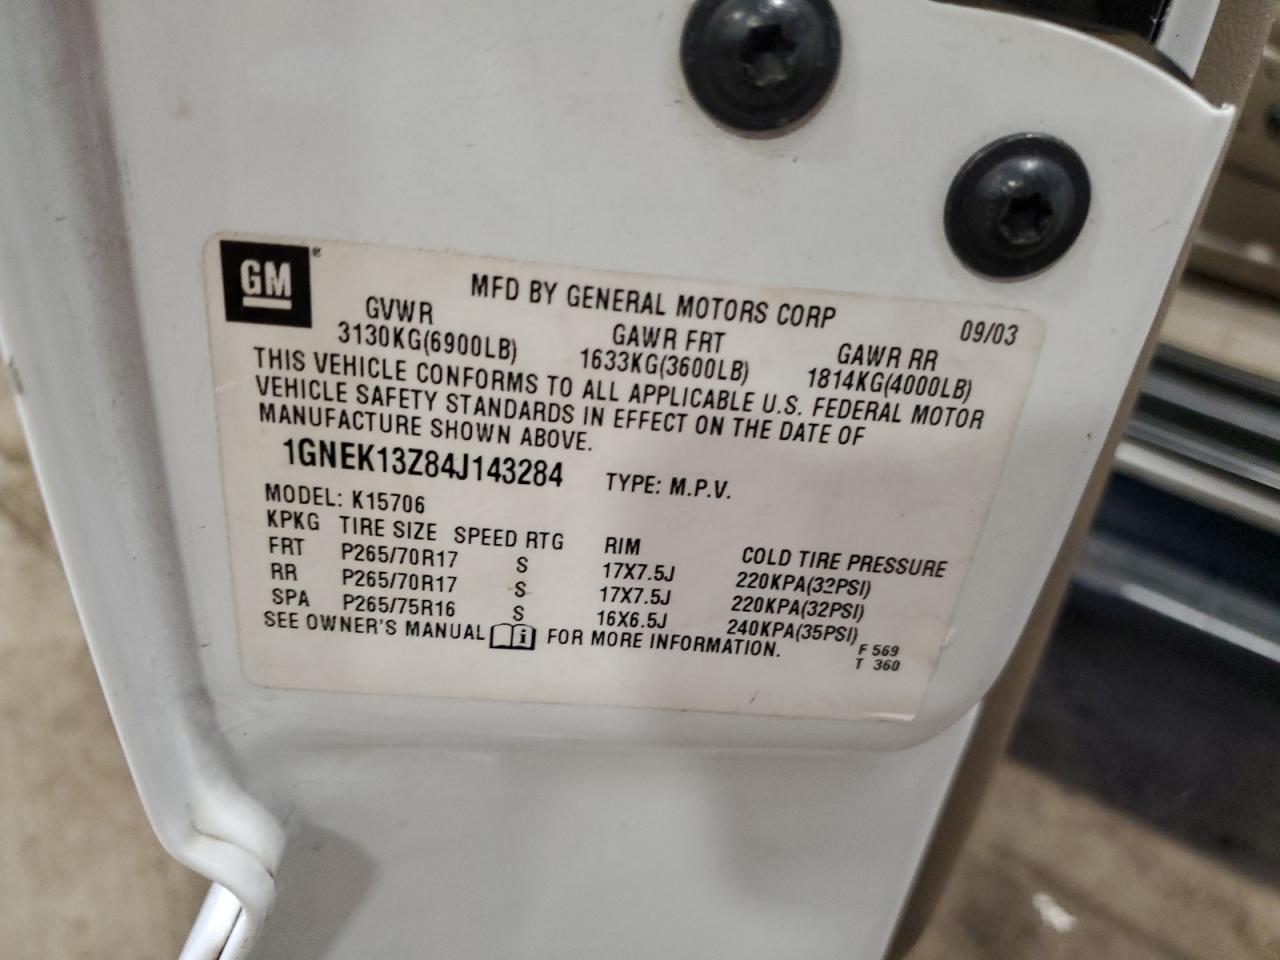 GM
MFD BY GENERAL MOTORS CORP 09/03
GVWR GAWR FRT GAWR RR
3130KG(6900LB) 1633KG(3600LB) 1814KG(4000LB)
THIS VEHICLE CONFORMS TO ALL APPLICABLE U.S. FEDERAL MOTOR
VEHICLE SAFETY STANDARDS IN EFFECT ON THE DATE OF
MANUFACTURE SHOWN ABOVE.
1GNEK13Z84J143284 TYPE: M.P.V.
MODEL: K15706
KPKG TIRE SIZE SPEED RTG RIM COLD TIRE PRESSURE
FRT P265/70R17 S 17X7.5J 220KPA(32PSI)
RR P265/70R17 S 17X7.5J 220KPA(32PSI)
SPA P265/75R16 S 16X6.5J 240KPA(35PSI)
SEE OWNER'S MANUAL i FOR MORE INFORMATION.
F 569
T 360